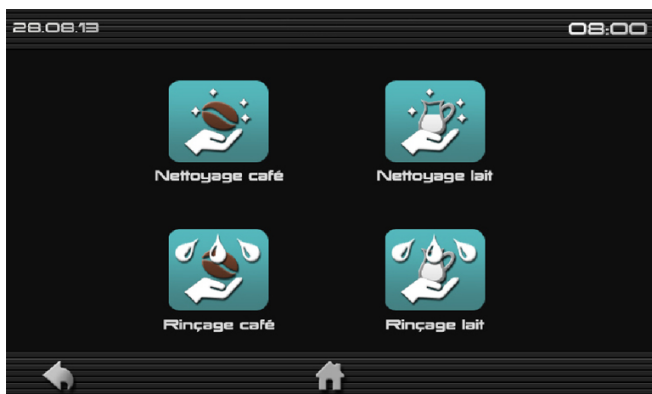 28.08.13
08:00
Nettoyage café
Nettoyage lait
Rinçage café
Rinçage lait